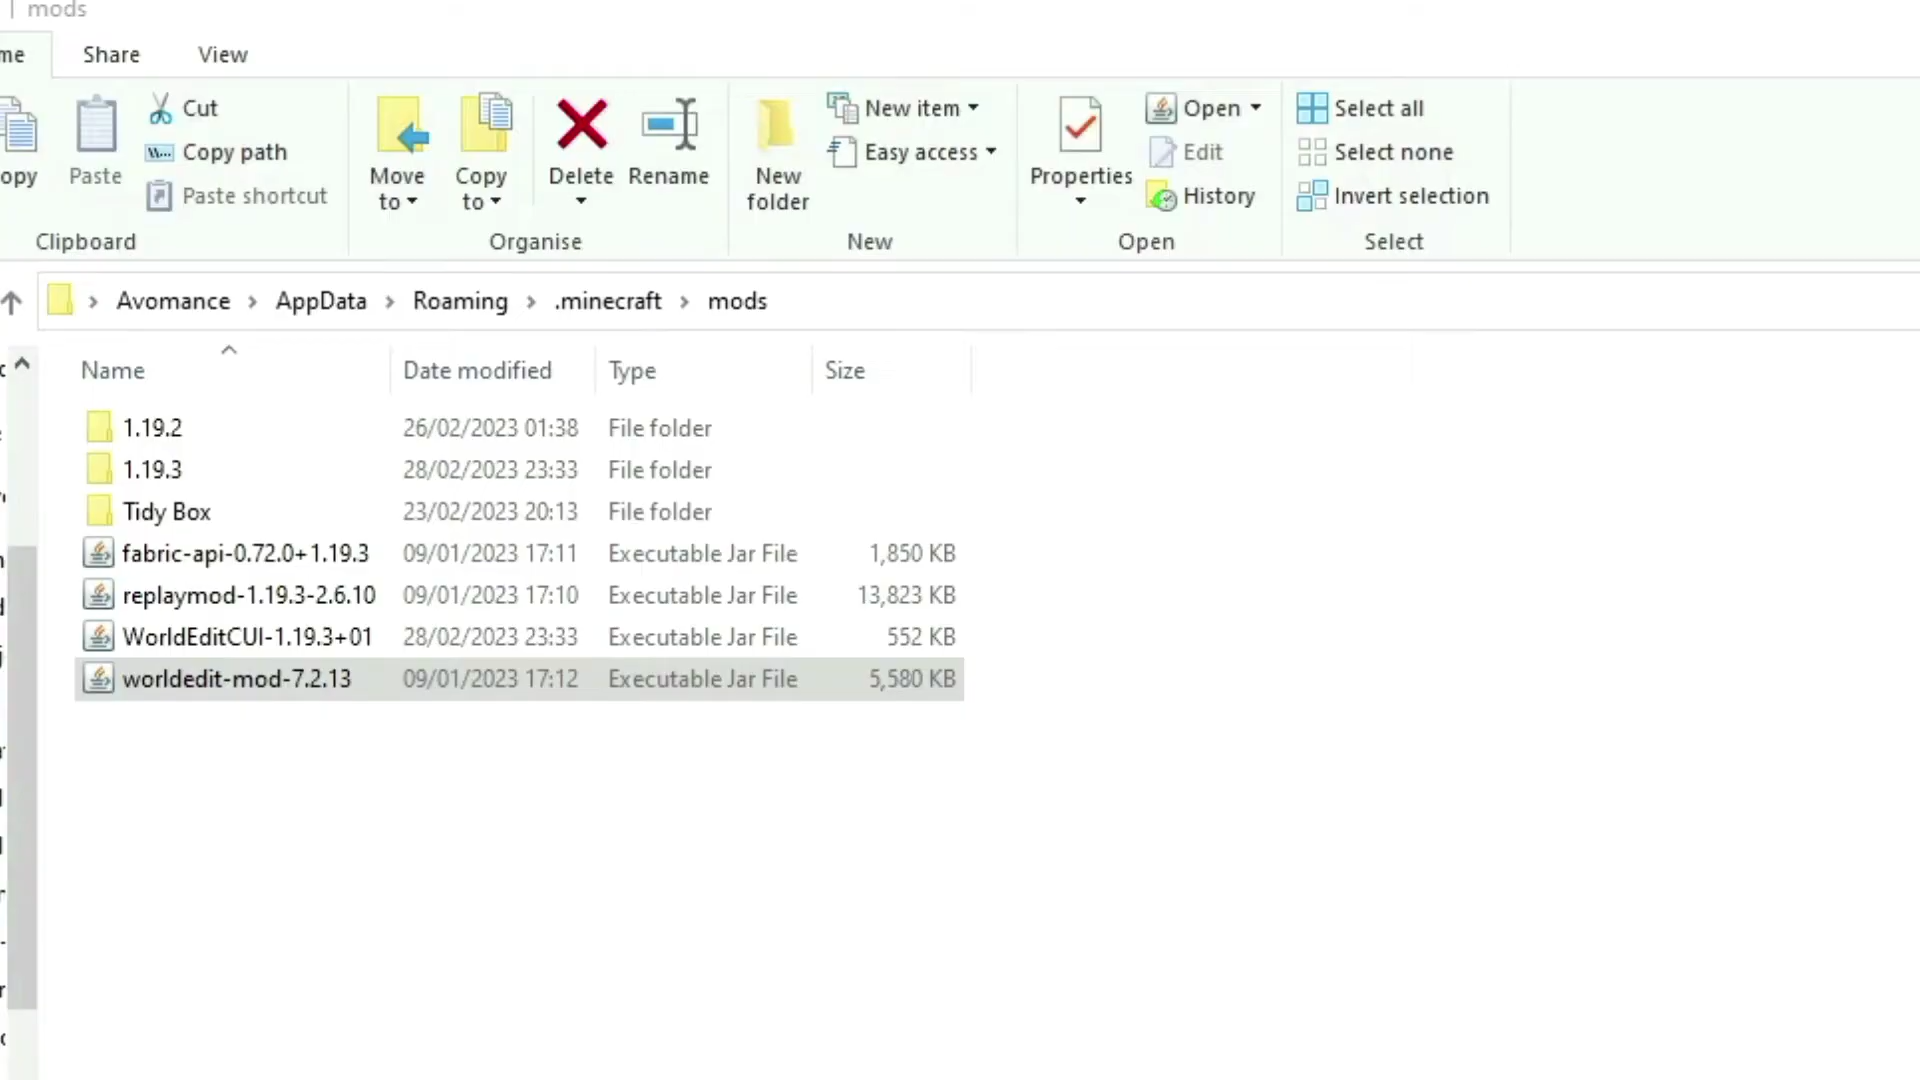 mods
me Share View
Cut
Copy path
Paste shortcut
opy Paste
Clipboard
Move to
Copy to
Delete
Rename
Organise
New folder
New item
Easy access
New
Properties
Open
Edit
History
Open
Select all
Select none
Invert selection
Select
Avomance AppData Roaming .minecraft mods
Name Date modified Type Size
1.19.2 26/02/2023 01:38 File folder
1.19.3 28/02/2023 23:33 File folder
Tidy Box 23/02/2023 20:13 File folder
fabric-api-0.72.0+1.19.3 09/01/2023 17:11 Executable Jar File 1,850 KB
replaymod-1.19.3-2.6.10 09/01/2023 17:10 Executable Jar File 13,823 KB
WorldEditCUI-1.19.3+01 28/02/2023 23:33 Executable Jar File 552 KB
worldedit-mod-7.2.13 09/01/2023 17:12 Executable Jar File 5,580 KB